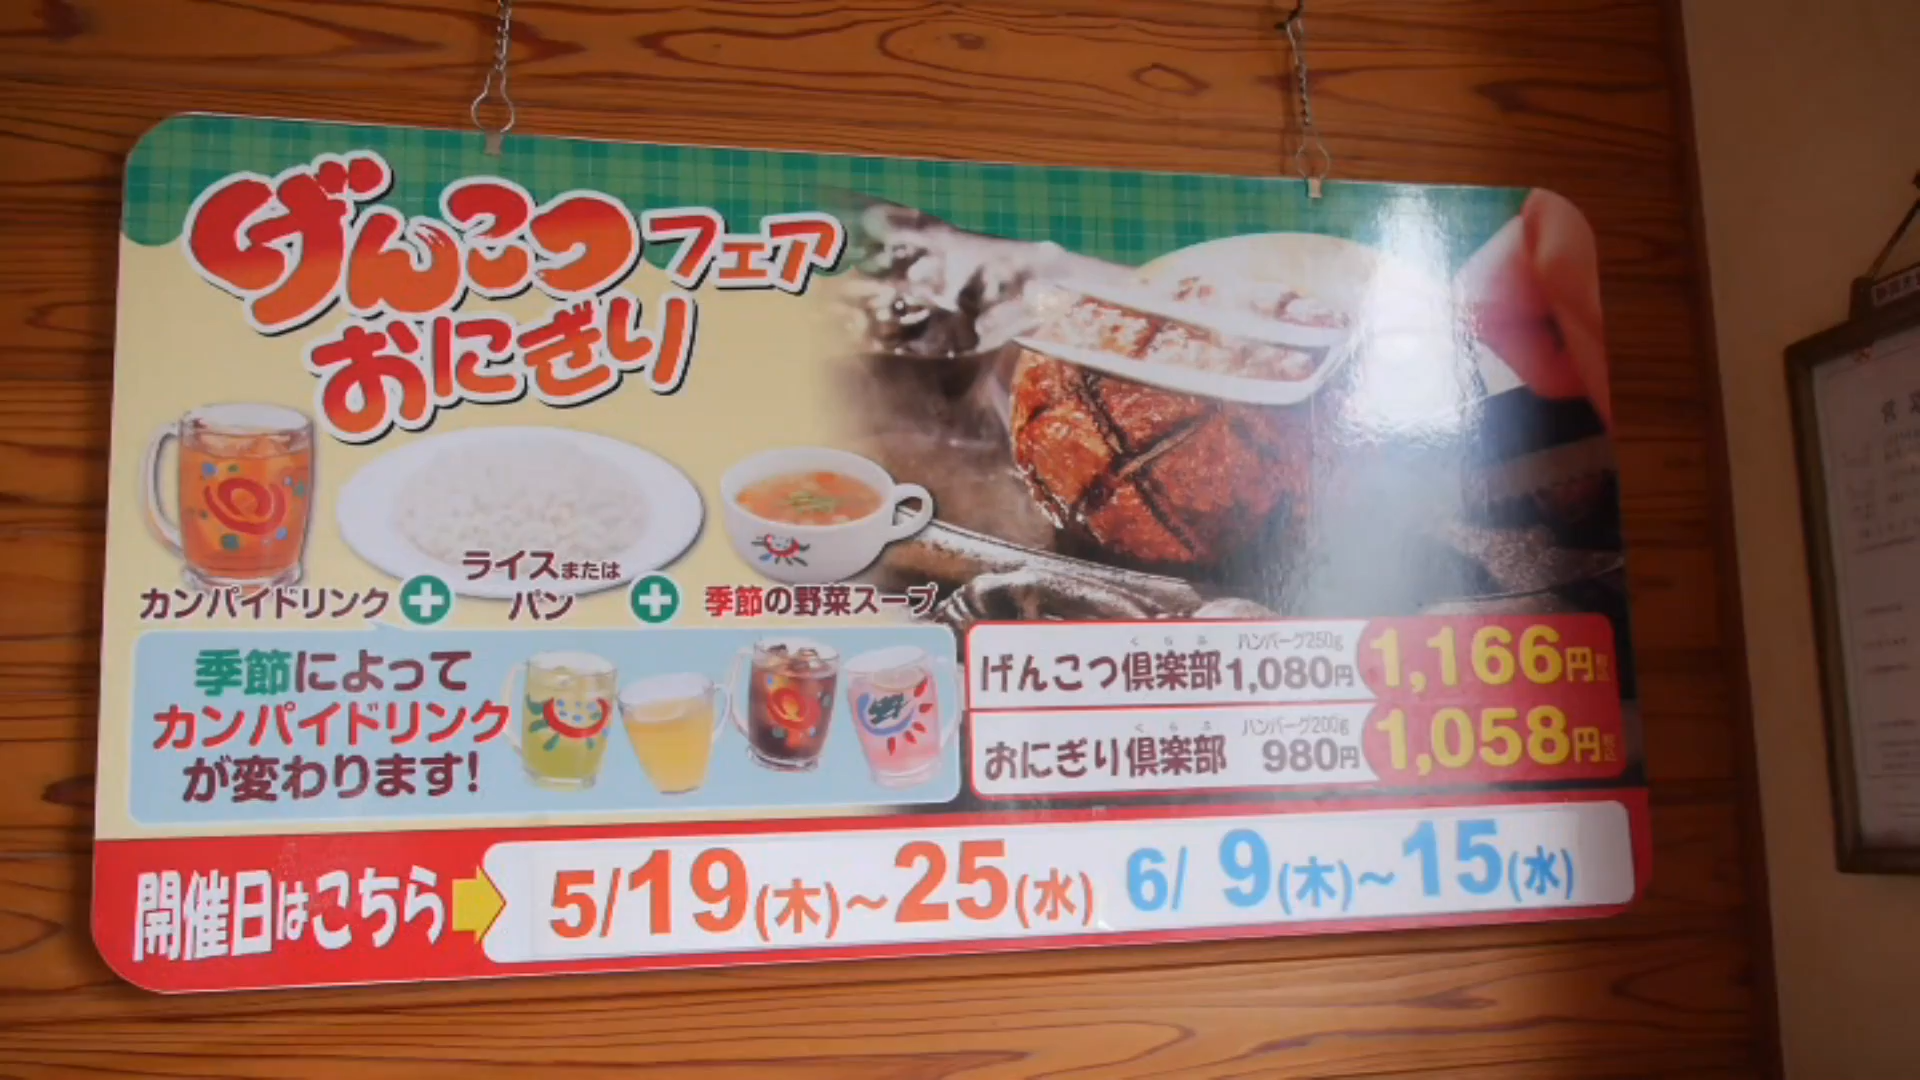 げんこつ
おにぎり
フェア
カンパイドリンク
ライスまたは
パン
季節の野菜スープ
季節によって
カンパイドリンク
が変わります!
くらぶ ハンバーグ250g
げんこつ倶楽部 1,080円 1,166円
くらぶ ハンバーグ200g
おにぎり倶楽部 980円 1,058円
開催日はこちら 5/19(木)~25(水) 6/9(木)~15(水)